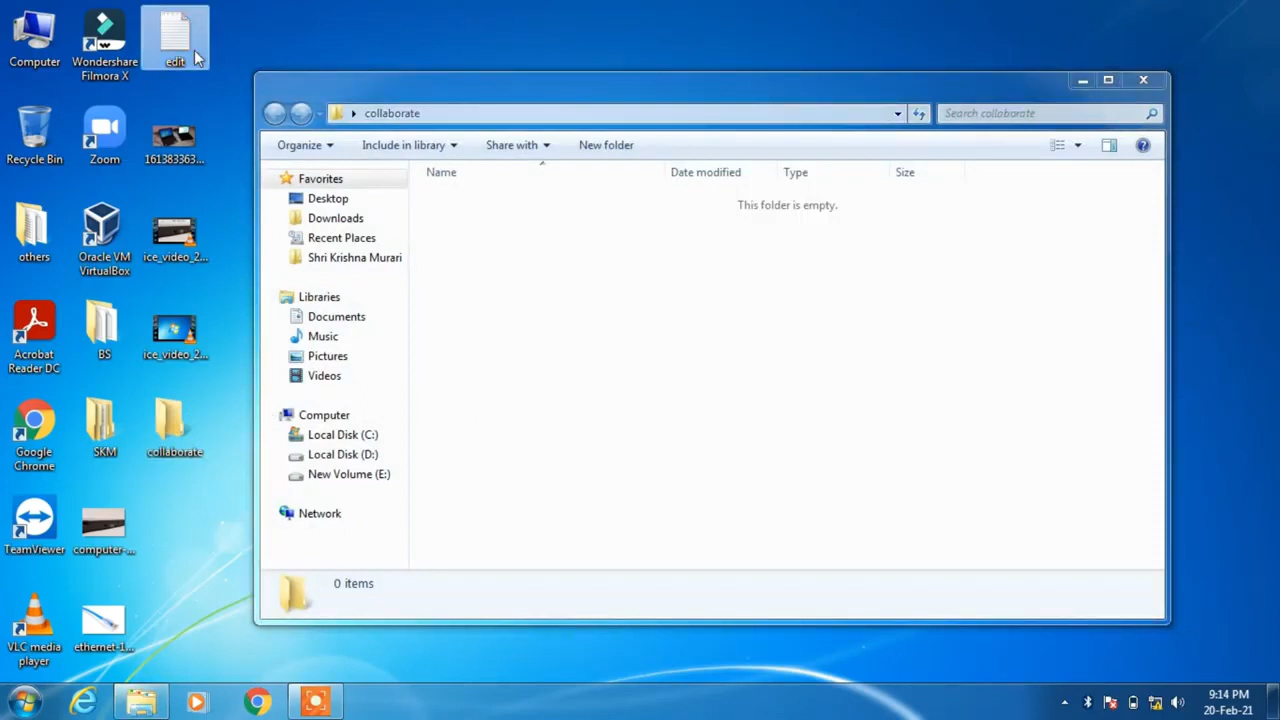 Computer
Wondershare
Filmora X
edit
Recycle Bin
Zoom
161383363...
others
Oracle VM
VirtualBox
ice_video_2...
Acrobat
Reader DC
BS
ice_video_2...
Google
Chrome
SKM
collaborate
TeamViewer
computer-...
VLC media
player
ethernet-1...
collaborate
Search collaborate
Organize
Include in library
Share with
New folder
Name
Date modified
Type
Size
This folder is empty.
Favorites
Desktop
Downloads
Recent Places
Shri Krishna Murari
Libraries
Documents
Music
Pictures
Videos
Computer
Local Disk (C:)
Local Disk (D:)
New Volume (E:)
Network
0 items
9:14 PM
20-Feb-21